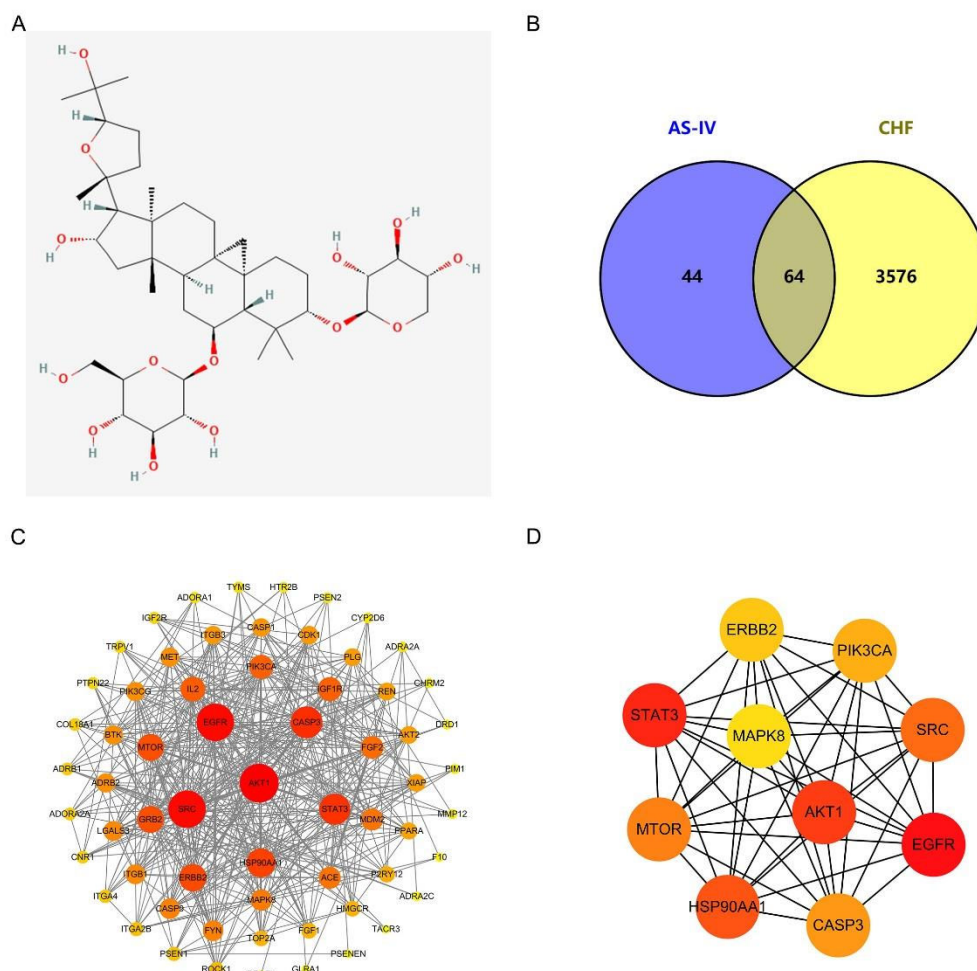 A
B
H O
H
O
H
H O
H
H
O
H O
H
O
O
H
O
O
O
H O
O
O
H
O
H
O
H
AS-IV
CHF
44
64
3576
C
D
TYMS
HTR2B
ADORA1
PSEN2
IGF2R
CASP1
CYP2D6
ITGB3
CDK1
TRPV1
MET
PIK3CA
PLG
ADRA2A
PTPN22
PIK3CG
IL2
IGF1R
REN
CHRM2
COL18A1
EGFR
CASP3
BTK
AKT2
DRD1
MTOR
FGF2
ADRB1
ADRB2
AKT1
XIAP
PIM1
ADORA2A
SRC
STAT3
MMP12
LGALS3
GRB2
MDM2
PPARA
CNR1
HSP90AA1
F10
ITGB1
ERBB2
ACE
P2RY12
ITGA4
MAPK8
ADRA2C
CASP9
HMGCR
ITGA2B
FYN
FGF1
TACR3
TOP2A
PSEN1
PSENEN
ROCK1
GLRA1
ERBB2
PIK3CA
STAT3
MAPK8
SRC
AKT1
MTOR
EGFR
HSP90AA1
CASP3